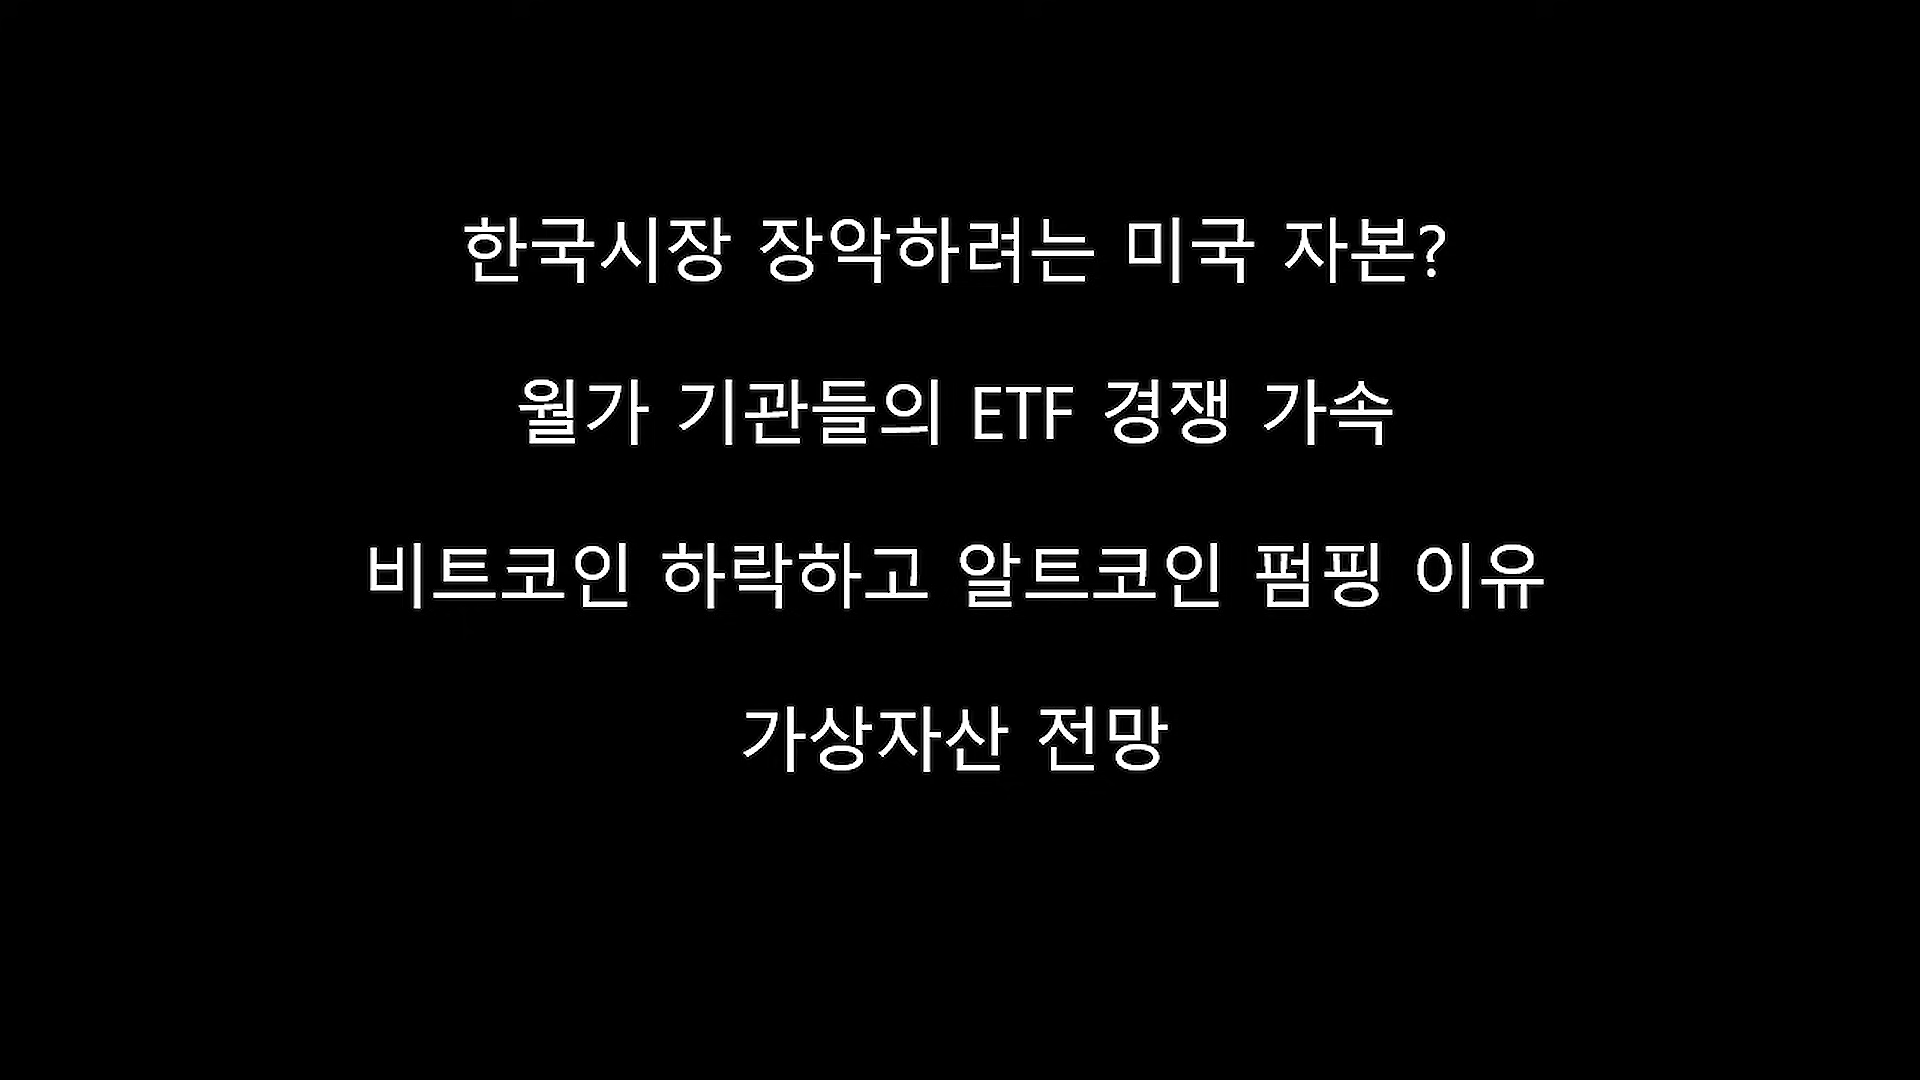 한국시장 장악하려는 미국 자본?
월가 기관들의 ETF 경쟁 가속
비트코인 하락하고 알트코인 펌핑 이유
가상자산 전망